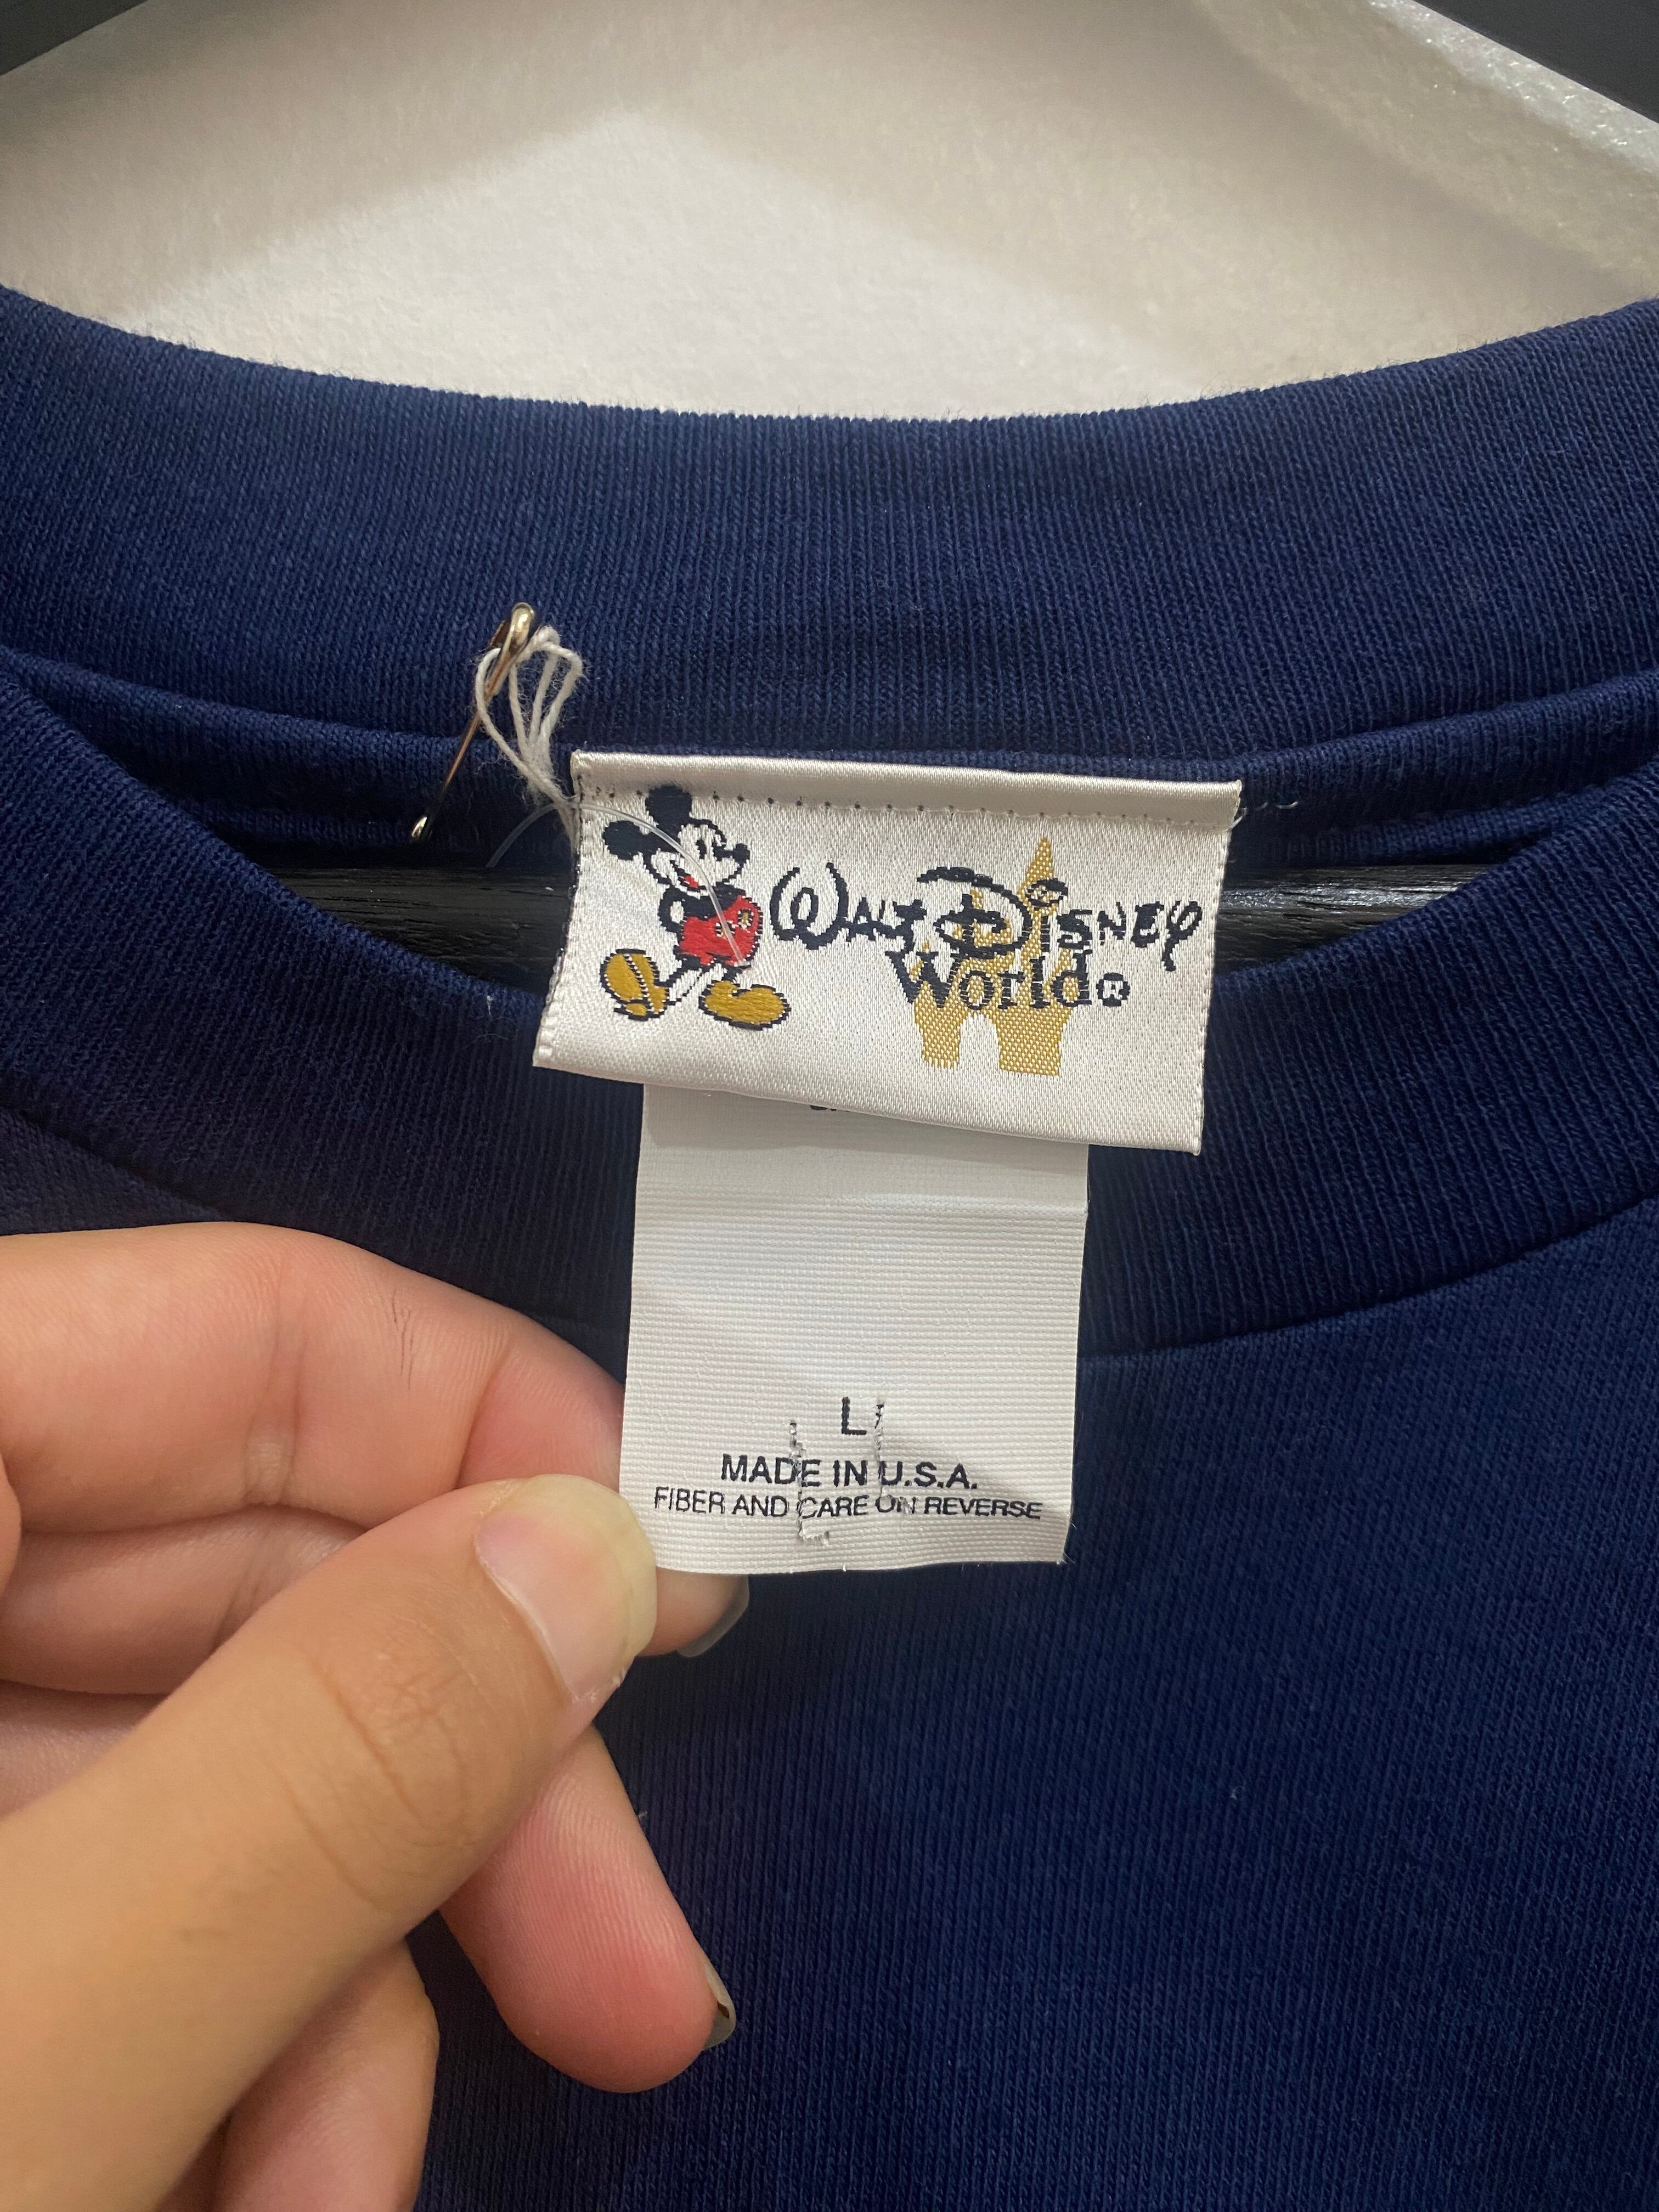 Walt Disney
World®
L
MADE IN U.S.A.
FIBER AND CARE ON REVERSE